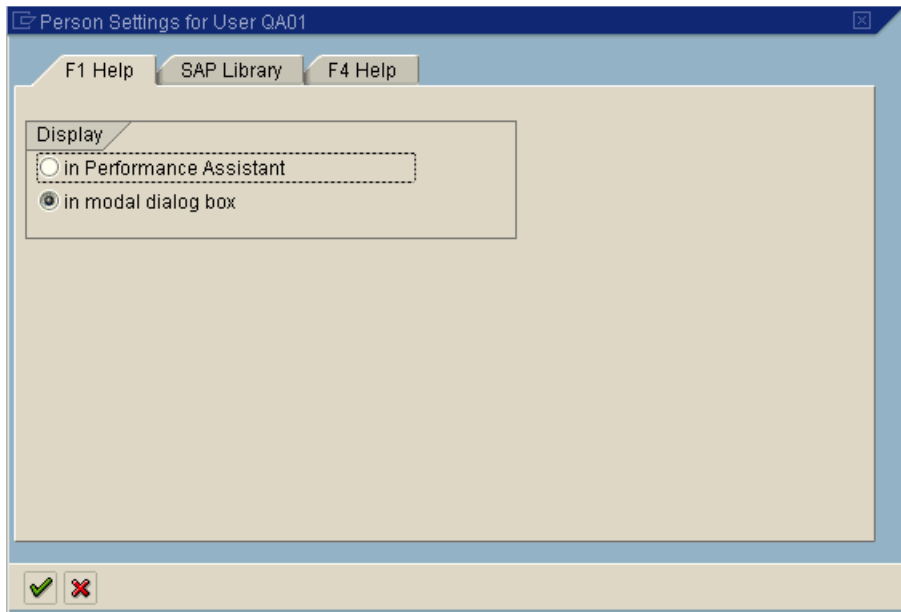 Person Settings for User QA01
F1 Help SAP Library F4 Help
Display
in Performance Assistant
in modal dialog box